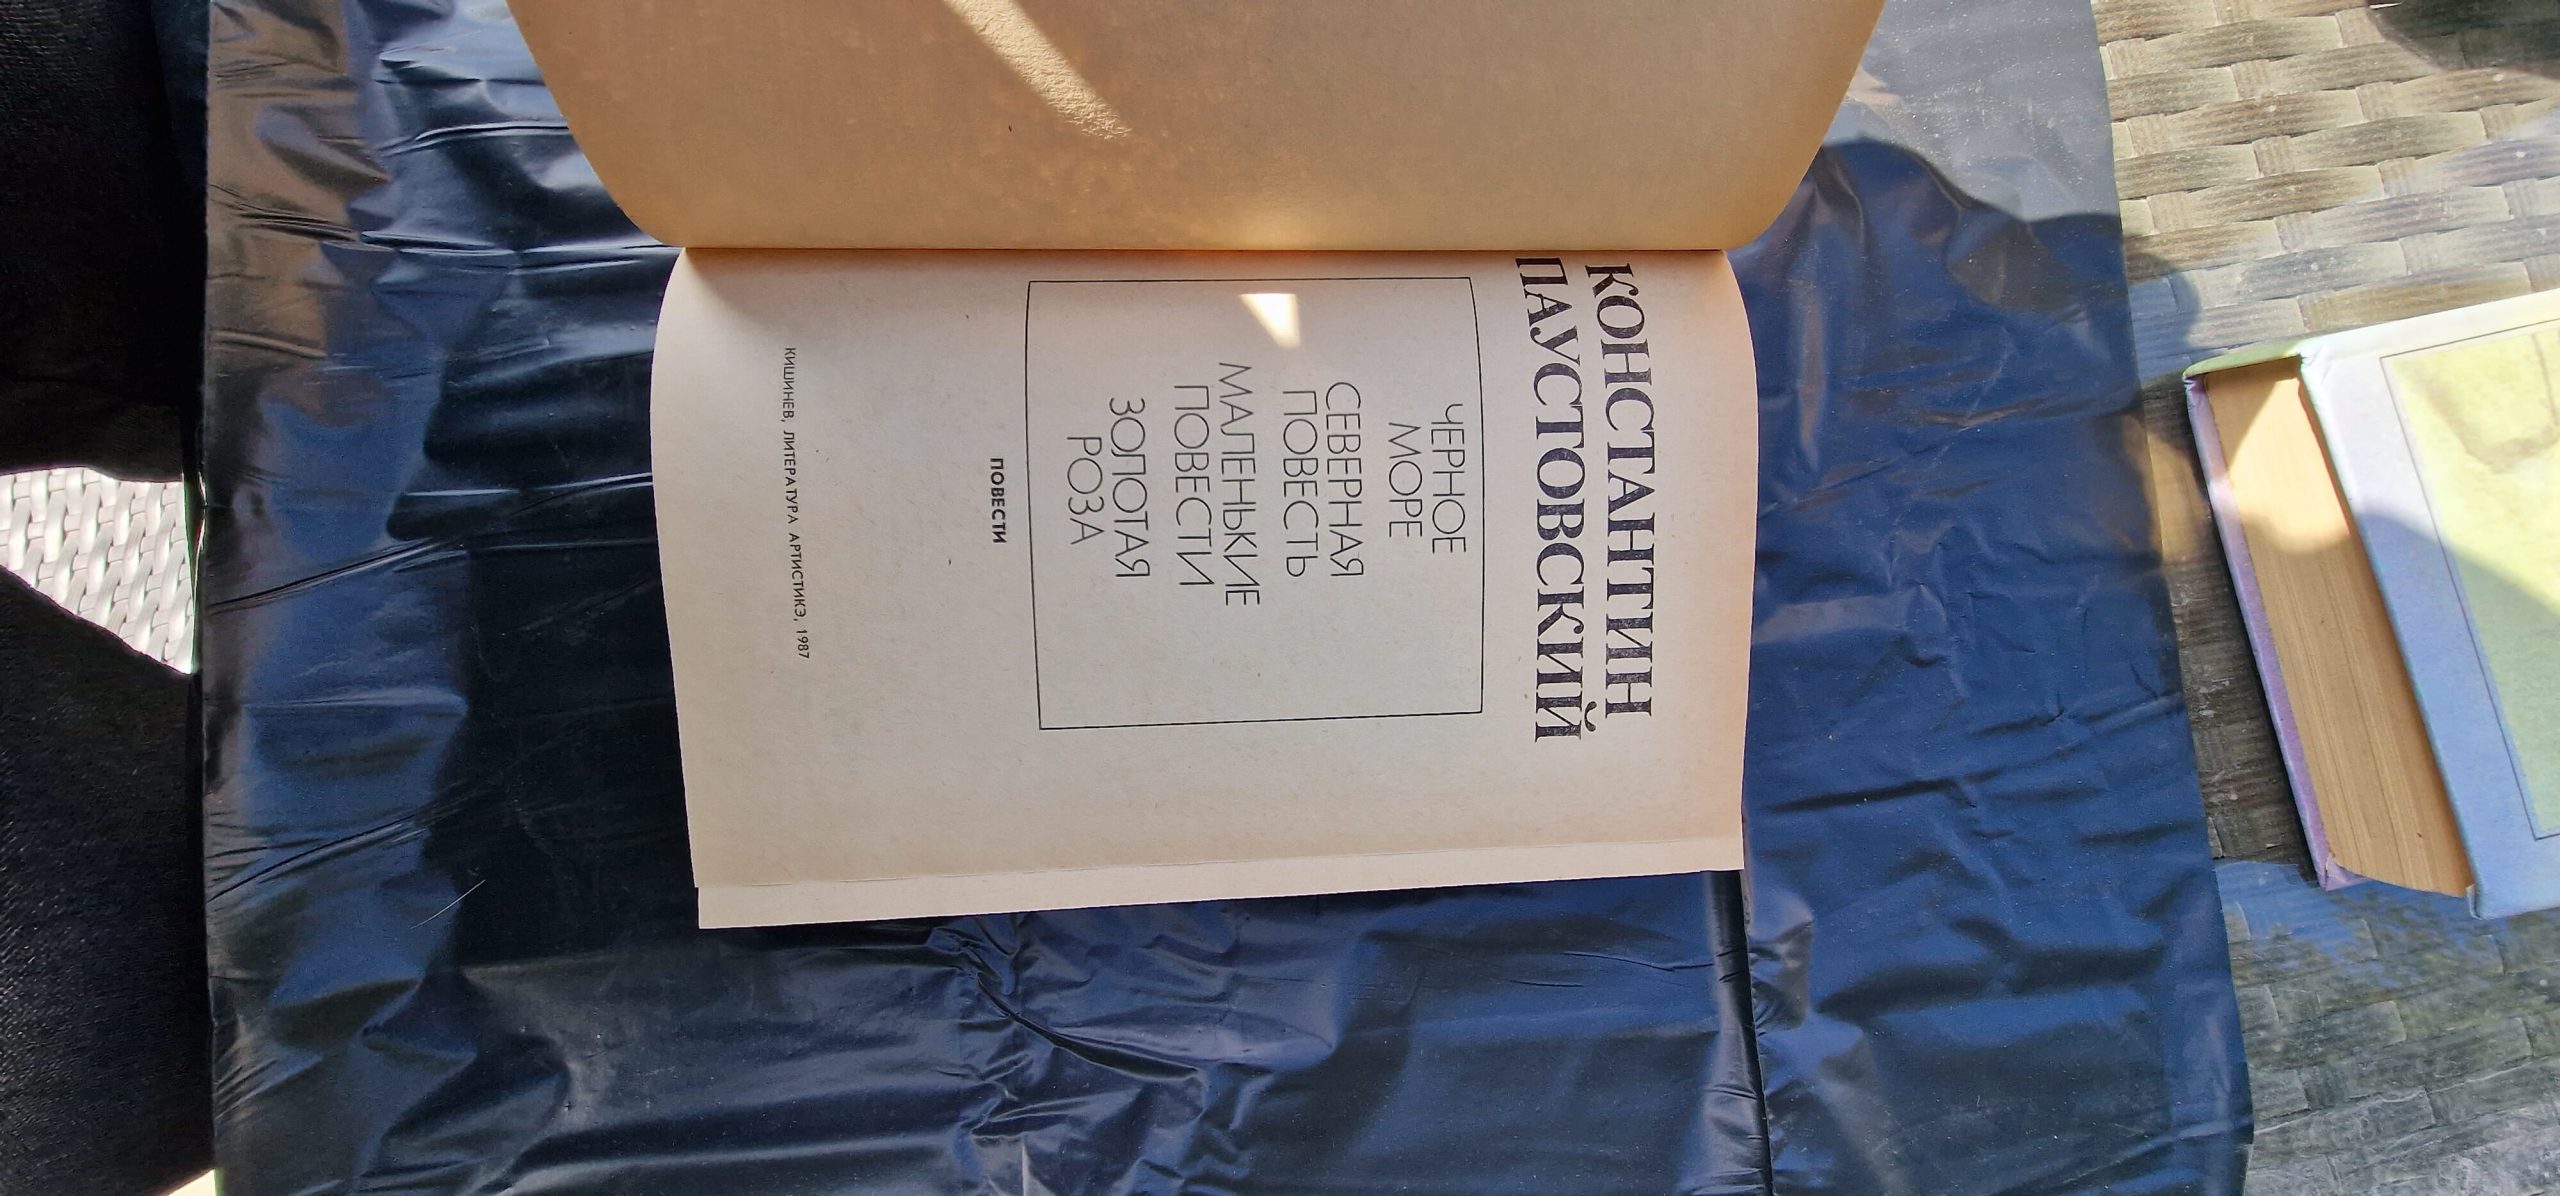 КОНСТАНТИН
ПАУСТОВСКИЙ
ЧЕРНОЕ
МОРЕ
СЕВЕРНАЯ
ПОВЕСТЬ
МАЛЕНЬКИЕ
ПОВЕСТИ
ЗОЛОТАЯ
РОЗА
ПОВЕСТИ
КИШИНЕВ, ЛИТЕРАТУРА АРТИСТИКЭ, 1987